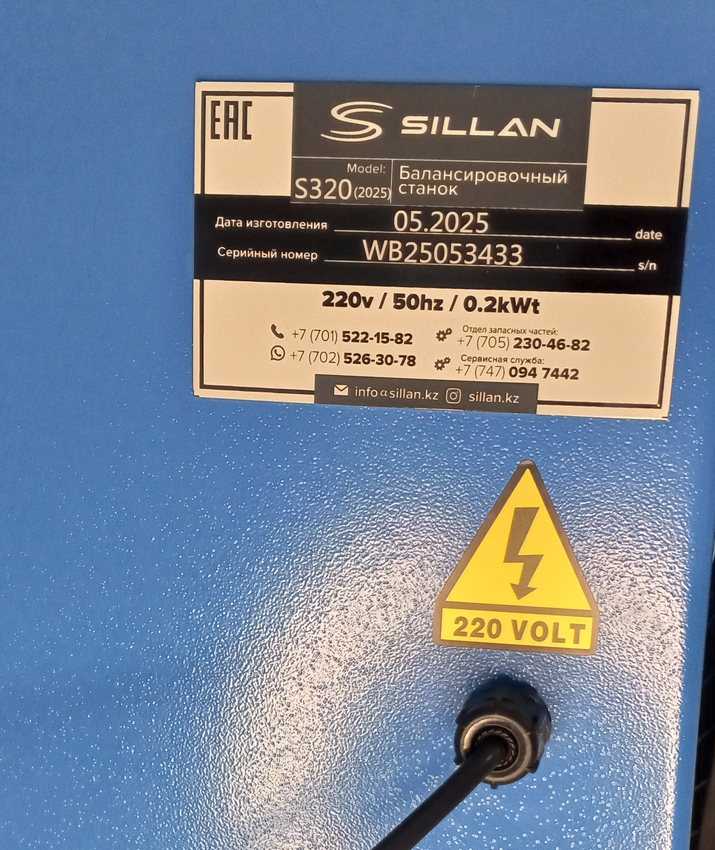 EAC
SILLAN
Model:
S320 (2025)
Балансировочный
станок
Дата изготовления 05.2025 date
Серийный номер WB25053433 s/n
220v / 50hz / 0.2kWt
+7 (701) 522-15-82
+7 (702) 526-30-78
Отдел запасных частей:
+7 (705) 230-46-82
Сервисная служба:
+7 (747) 094 7442
info@sillan.kz sillan.kz
220 VOLT